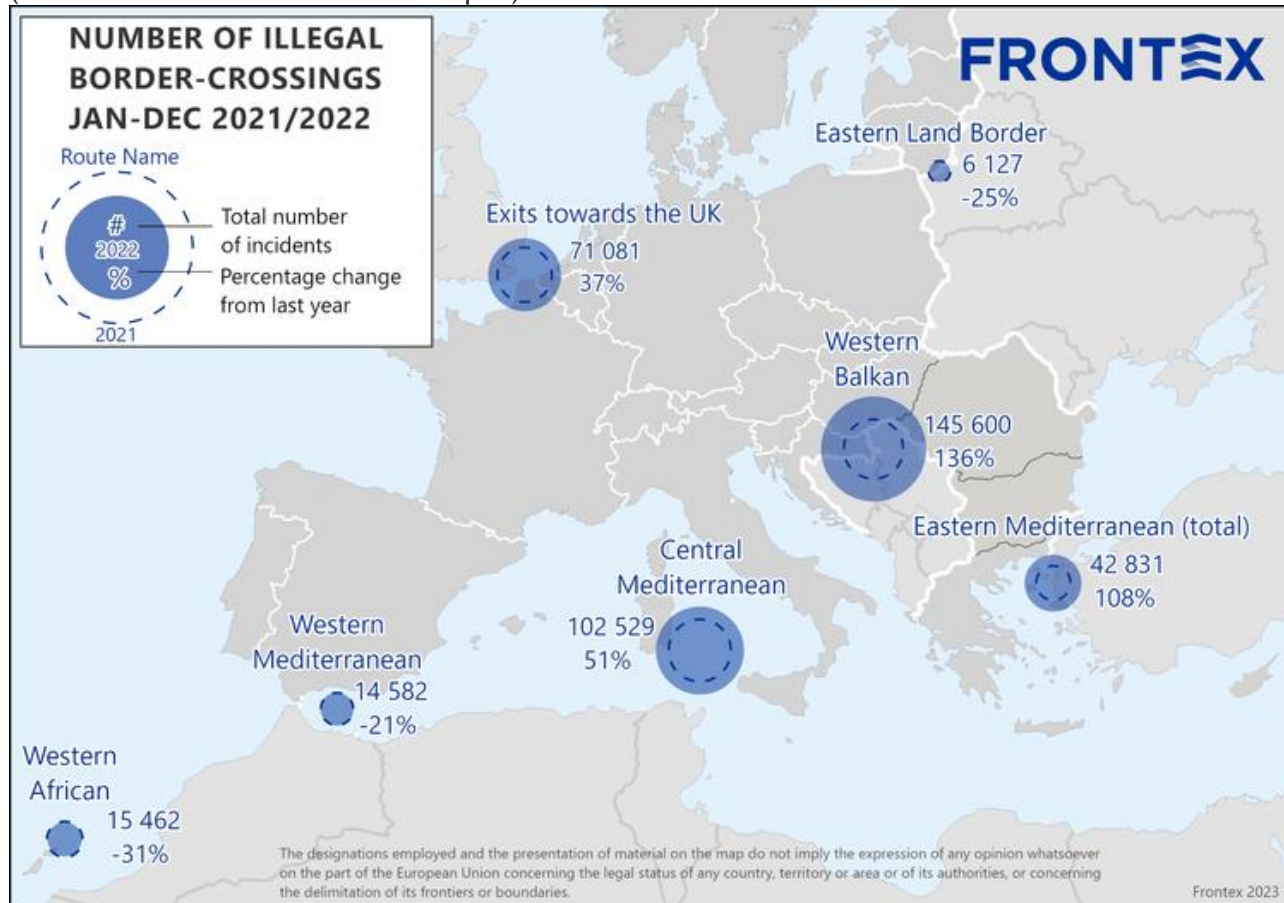 NUMBER OF ILLEGAL
BORDER-CROSSINGS
JAN-DEC 2021/2022
Route Name
#
2022
%
2021
Total number
of incidents
Percentage change
from last year
FRONTEX
Eastern Land Border
6 127
-25%
Exits towards the UK
71 081
37%
Western
Balkan
145 600
136%
Eastern Mediterranean (total)
42 831
108%
Central
Mediterranean
102 529
51%
Western
Mediterranean
14 582
-21%
Western
African
15 462
-31%
The designations employed and the presentation of material on the map do not imply the expression of any opinion whatsoever
on the part of the European Union concerning the legal status of any country, territory or area or of its authorities, or concerning
the delimitation of its frontiers or boundaries.
Frontex 2023